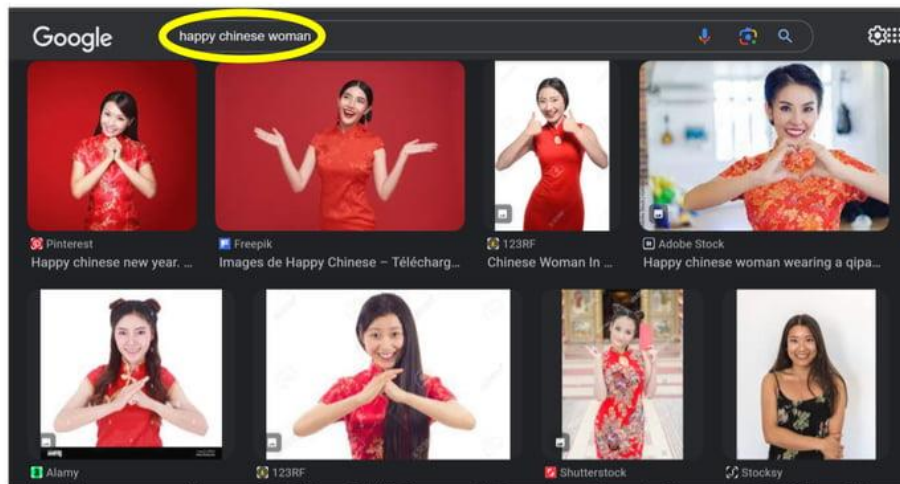 Google
happy chinese woman
Pinterest
Happy chinese new year. ...
Freepik
Images de Happy Chinese – Télécharg...
123RF
Chinese Woman In ...
Adobe Stock
Happy chinese woman wearing a qipa...
Alamy
123RF
Shutterstock
Stocksy